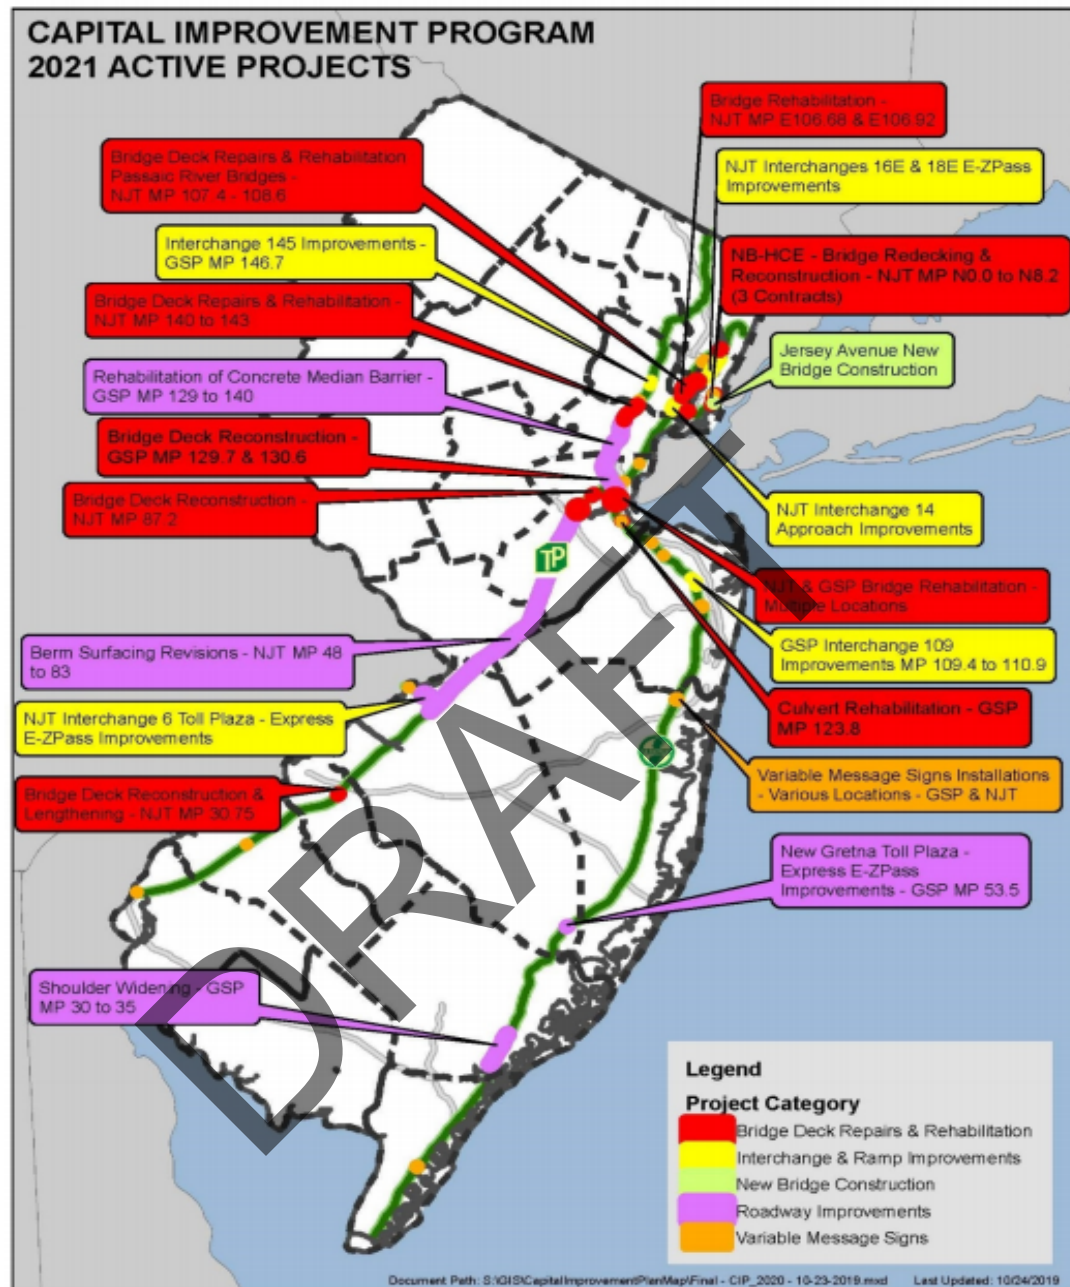 CAPITAL IMPROVEMENT PROGRAM
2021 ACTIVE PROJECTS
Bridge Rehabilitation -
NJT MP E106.68 & E106.92
Bridge Deck Repairs & Rehabilitation
Passaic River Bridges -
NJT MP 107.4 - 108.6
NJT Interchanges 16E & 18E E-ZPass
Improvements
Interchange 145 Improvements -
GSP MP 146.7
NB-HCE - Bridge Redecking &
Reconstruction - NJT MP N0.0 to N8.2
(3 Contracts)
Bridge Deck Repairs & Rehabilitation -
NJT MP 140 to 143
Jersey Avenue New
Bridge Construction
Rehabilitation of Concrete Median Barrier -
GSP MP 129 to 140
Bridge Deck Reconstruction -
GSP MP 129.7 & 130.6
Bridge Deck Reconstruction -
NJT MP 87.2
NJT Interchange 14
Approach Improvements
TP
NJT & GSP Bridge Rehabilitation -
Multiple Locations
Berm Surfacing Revisions - NJT MP 48
to 83
GSP Interchange 109
Improvements MP 109.4 to 110.9
NJT Interchange 6 Toll Plaza - Express
E-ZPass Improvements
Culvert Rehabilitation - GSP
MP 123.8
Bridge Deck Reconstruction &
Lengthening - NJT MP 30.75
Variable Message Signs Installations
- Various Locations - GSP & NJT
New Gretna Toll Plaza -
Express E-ZPass
Improvements - GSP MP 53.5
Shoulder Widening - GSP
MP 30 to 35
DRAFT
Legend
Project Category
Bridge Deck Repairs & Rehabilitation
Interchange & Ramp Improvements
New Bridge Construction
Roadway Improvements
Variable Message Signs
Document Path: S:\GIS\CapitalImprovementPlanMap\Final - CIP_2020 - 10-23-2019.mxd Last Updated: 10/24/2019